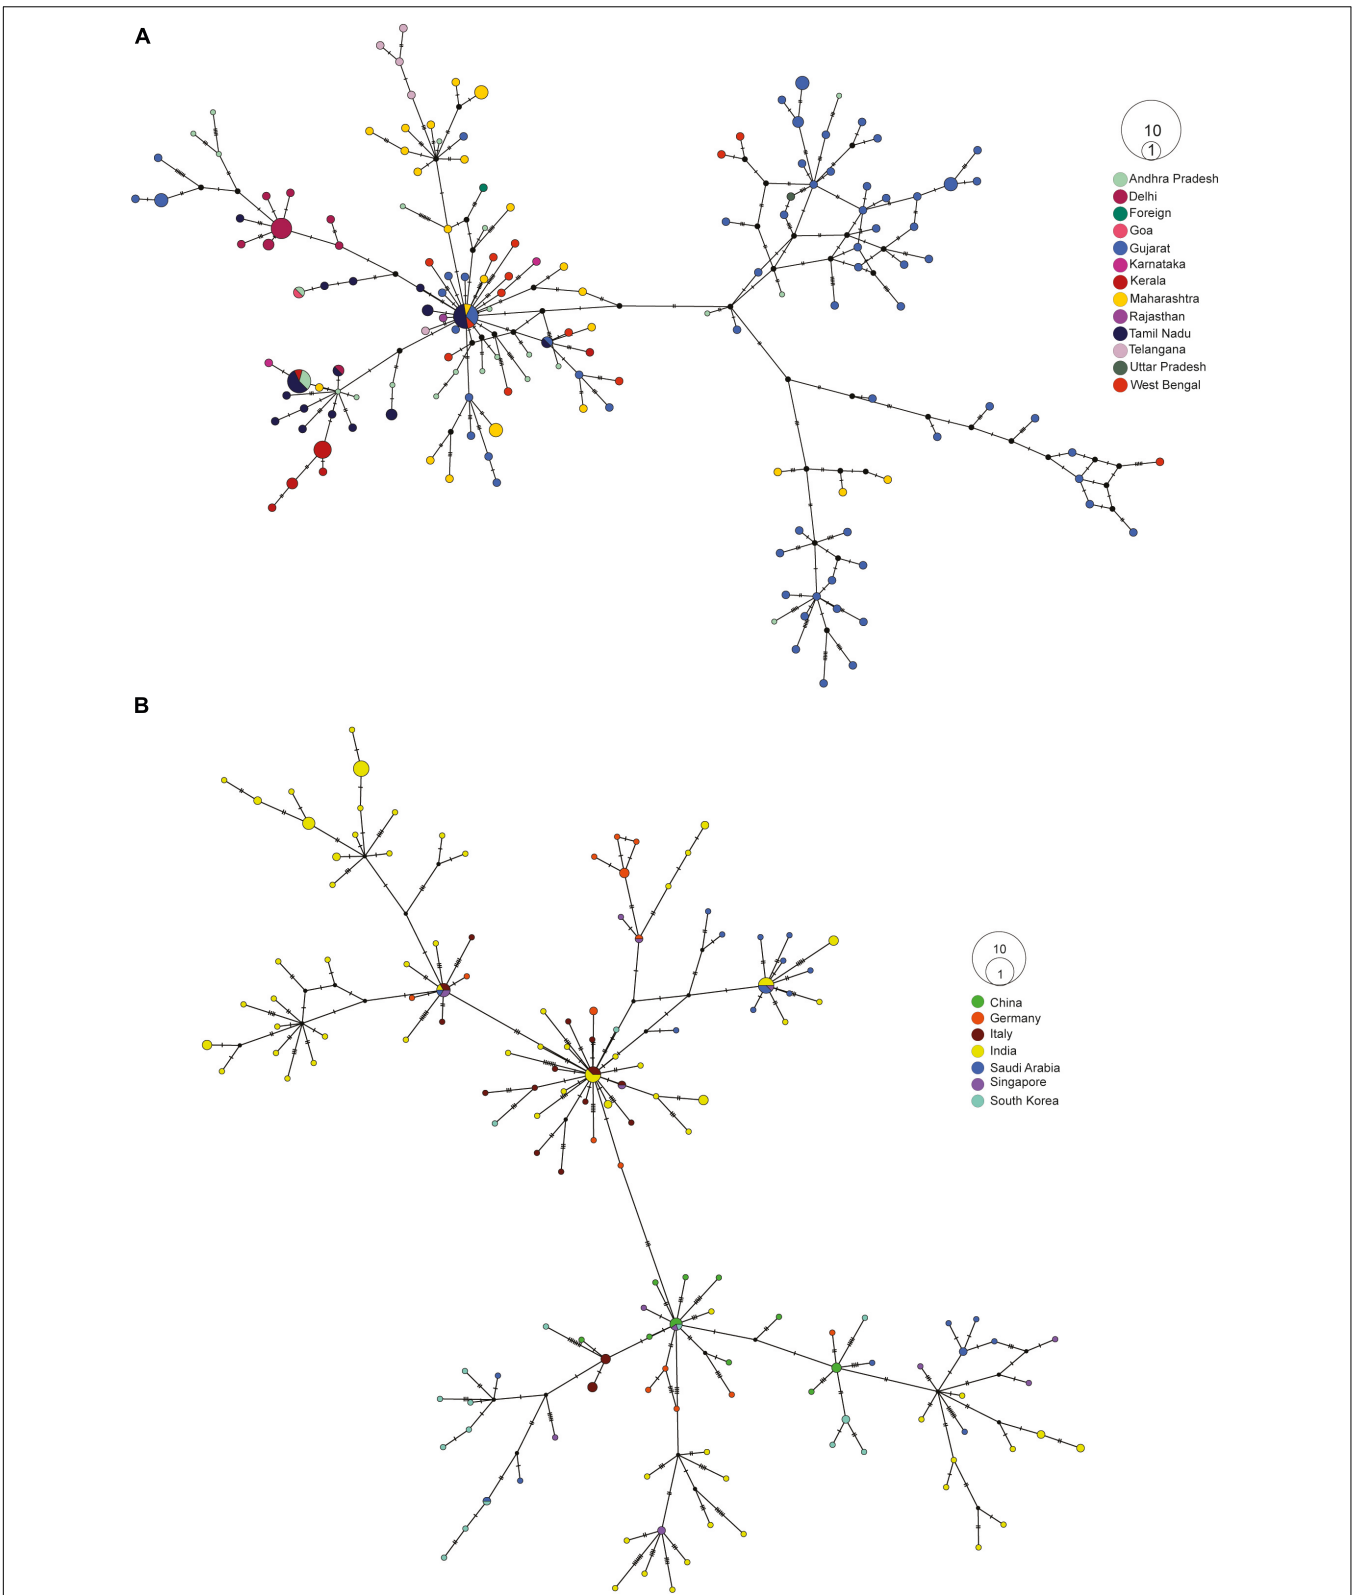 A
10
1
Andhra Pradesh
Delhi
Foreign
Goa
Gujarat
Karnataka
Kerala
Maharashtra
Rajasthan
Tamil Nadu
Telangana
Uttar Pradesh
West Bengal
B
10
1
China
Germany
Italy
India
Saudi Arabia
Singapore
South Korea